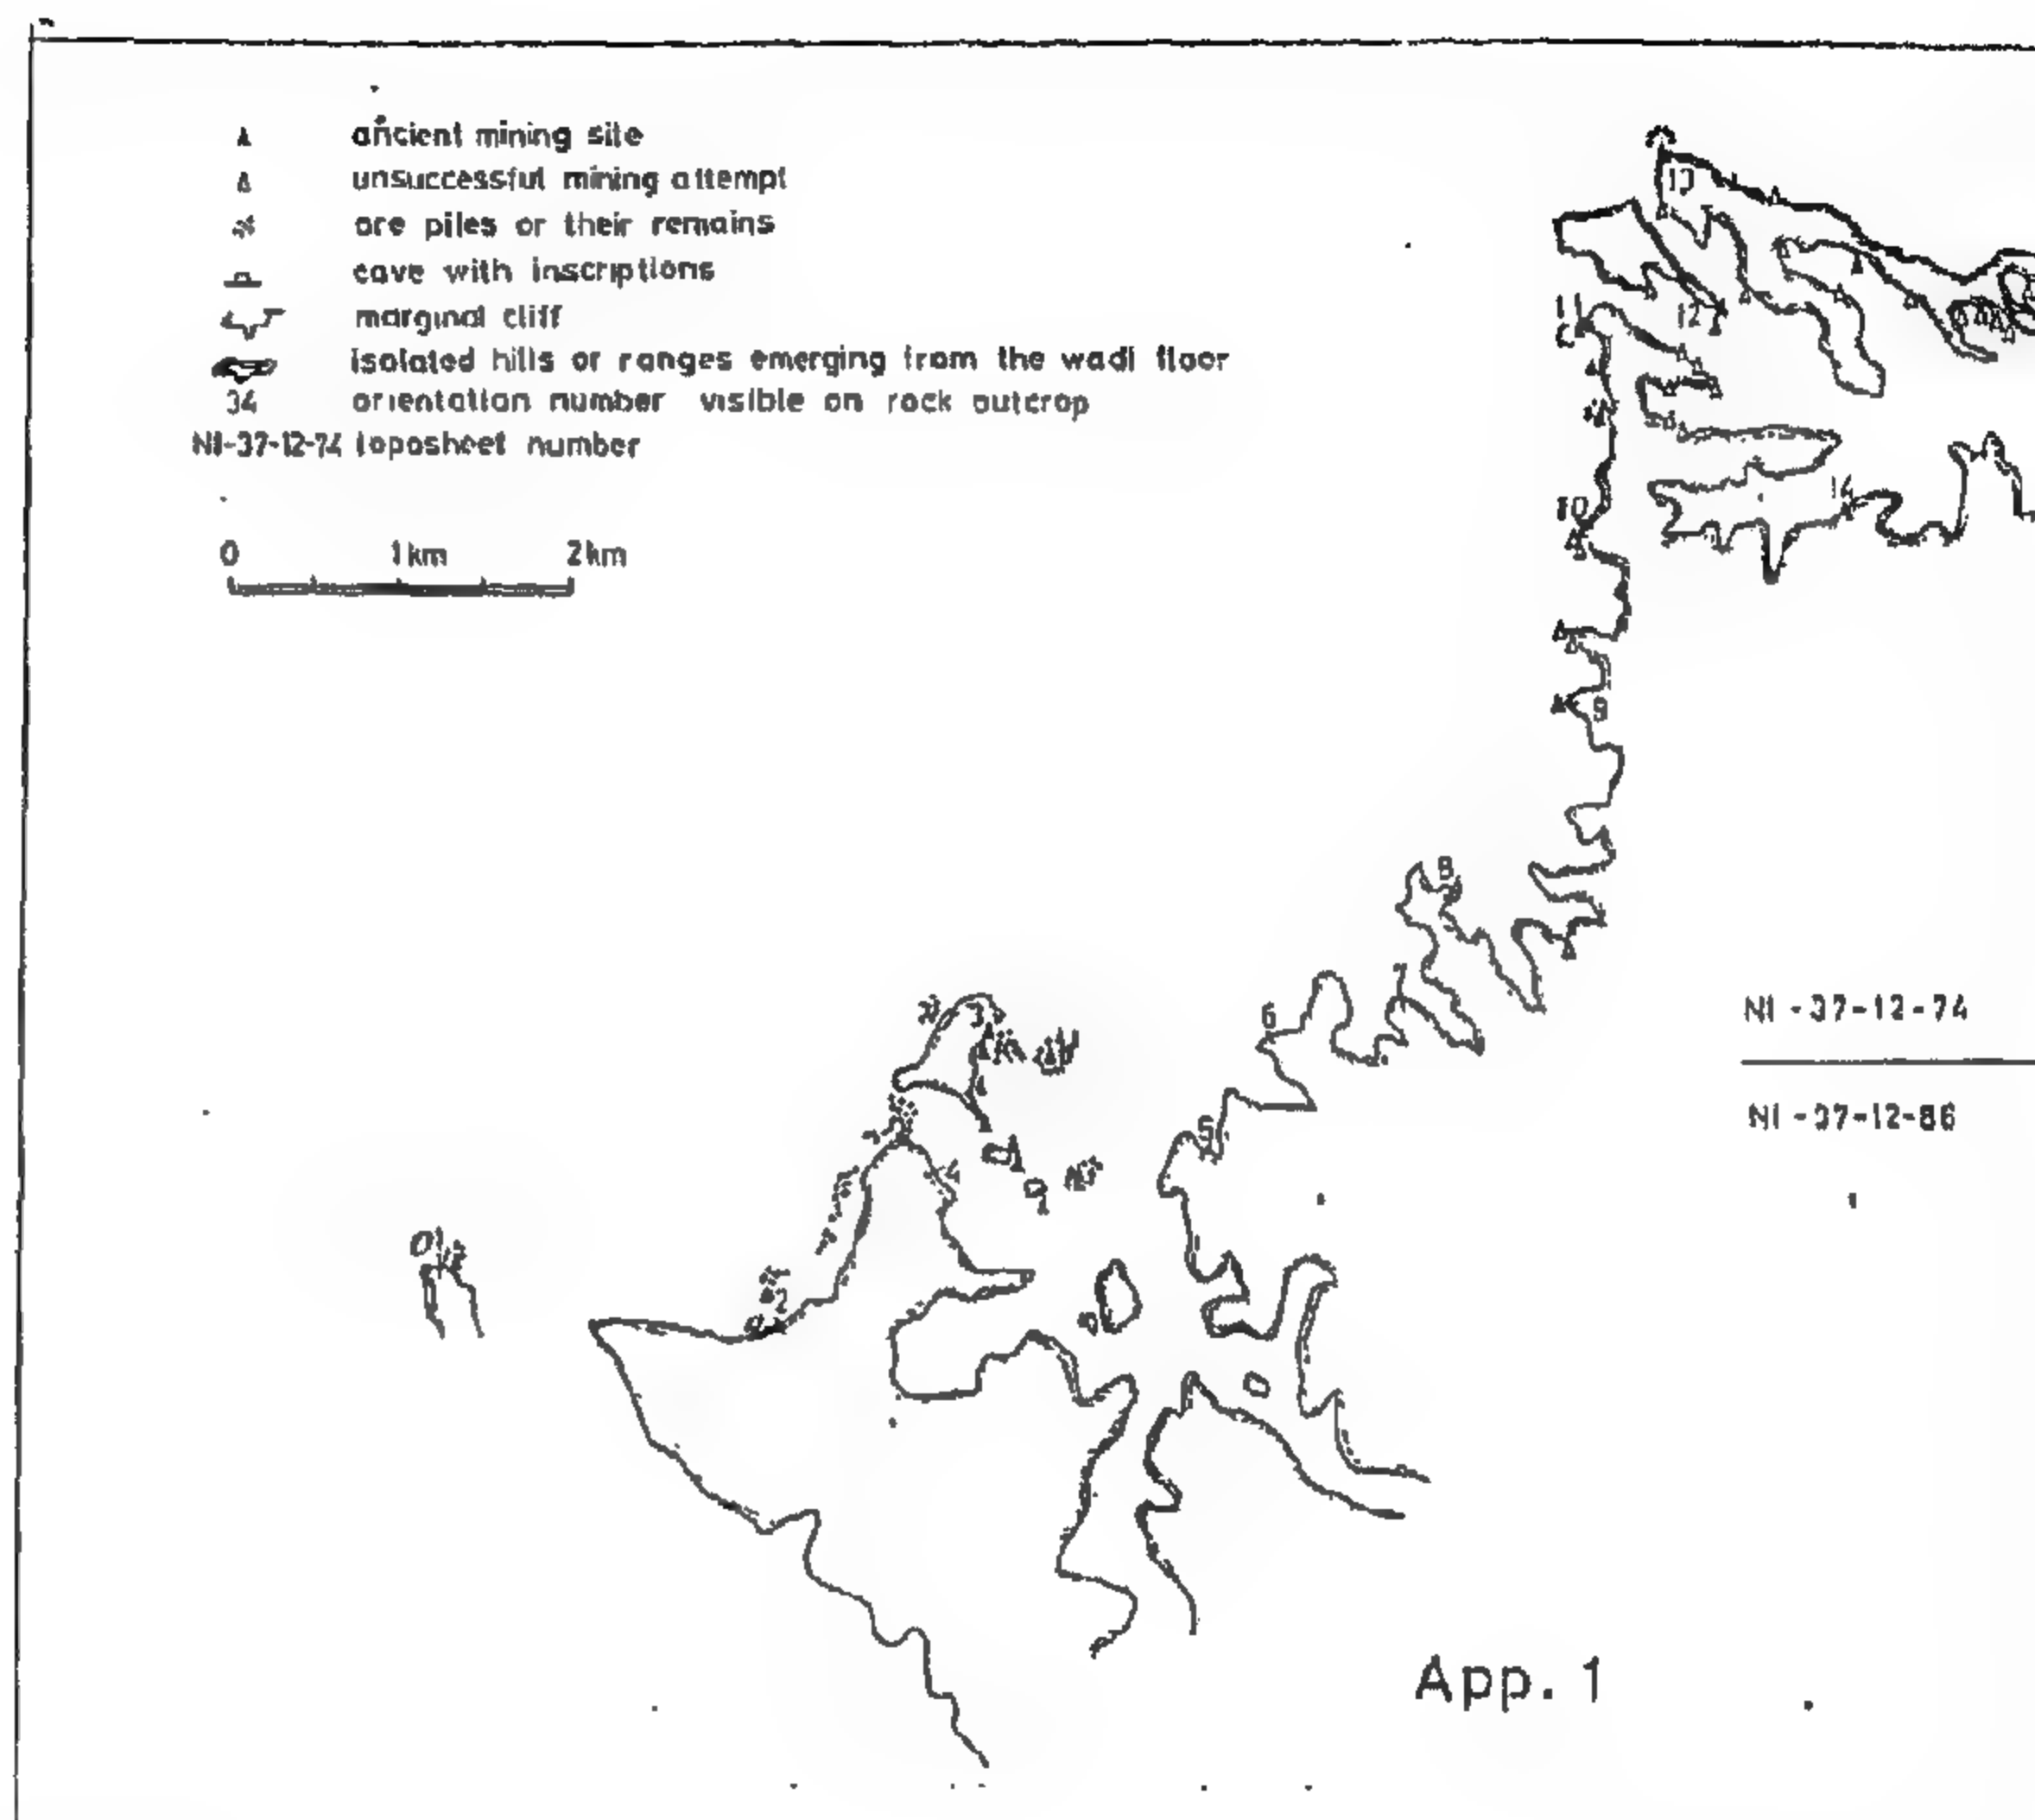 ancient mining site
unsuccessful mining attempt
ore piles or their remains
cave with inscriptions
marginal cliff
isolated hills or ranges emerging from the wadi floor
34 orientation number visible on rock outcrop
NI-37-12-74 toposheet number
0 1km 2km
13
12
11
10
14
9
8
7
6
5
3
4
1
2
NI-37-12-74
NI-37-12-86
App. 1